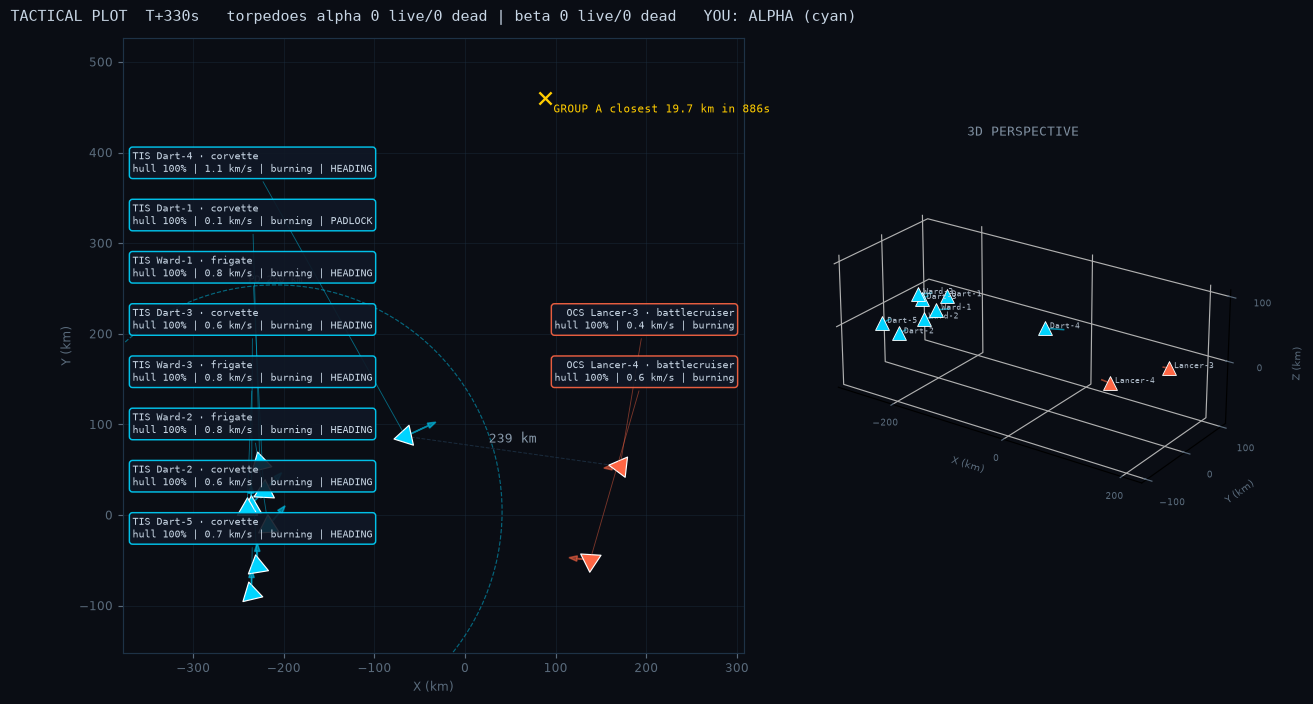 TACTICAL PLOT  T+330s   torpedoes alpha 0 live/0 dead | beta 0 live/0 dead   YOU: ALPHA (cyan)
500
400
300
200
100
0
−100
Y (km)
−300
−200
−100
0
100
200
300
X (km)
GROUP A closest 19.7 km in 886s
TIS Dart-4 · corvette
hull 100% | 1.1 km/s | burning | HEADING
TIS Dart-1 · corvette
hull 100% | 0.1 km/s | burning | PADLOCK
TIS Ward-1 · frigate
hull 100% | 0.8 km/s | burning | HEADING
TIS Dart-3 · corvette
hull 100% | 0.6 km/s | burning | HEADING
TIS Ward-3 · frigate
hull 100% | 0.8 km/s | burning | HEADING
TIS Ward-2 · frigate
hull 100% | 0.8 km/s | burning | HEADING
TIS Dart-2 · corvette
hull 100% | 0.6 km/s | burning | HEADING
TIS Dart-5 · corvette
hull 100% | 0.7 km/s | burning | HEADING
OCS Lancer-3 · battlecruiser
hull 100% | 0.4 km/s | burning
OCS Lancer-4 · battlecruiser
hull 100% | 0.6 km/s | burning
239 km
3D PERSPECTIVE
Dart-1
Ward-1
d-2
Dart-5
Dart-2
Dart-4
Lancer-3
Lancer-4
−200
0
200
X (km)
−100
0
100
Y (km)
100
0
Z (km)